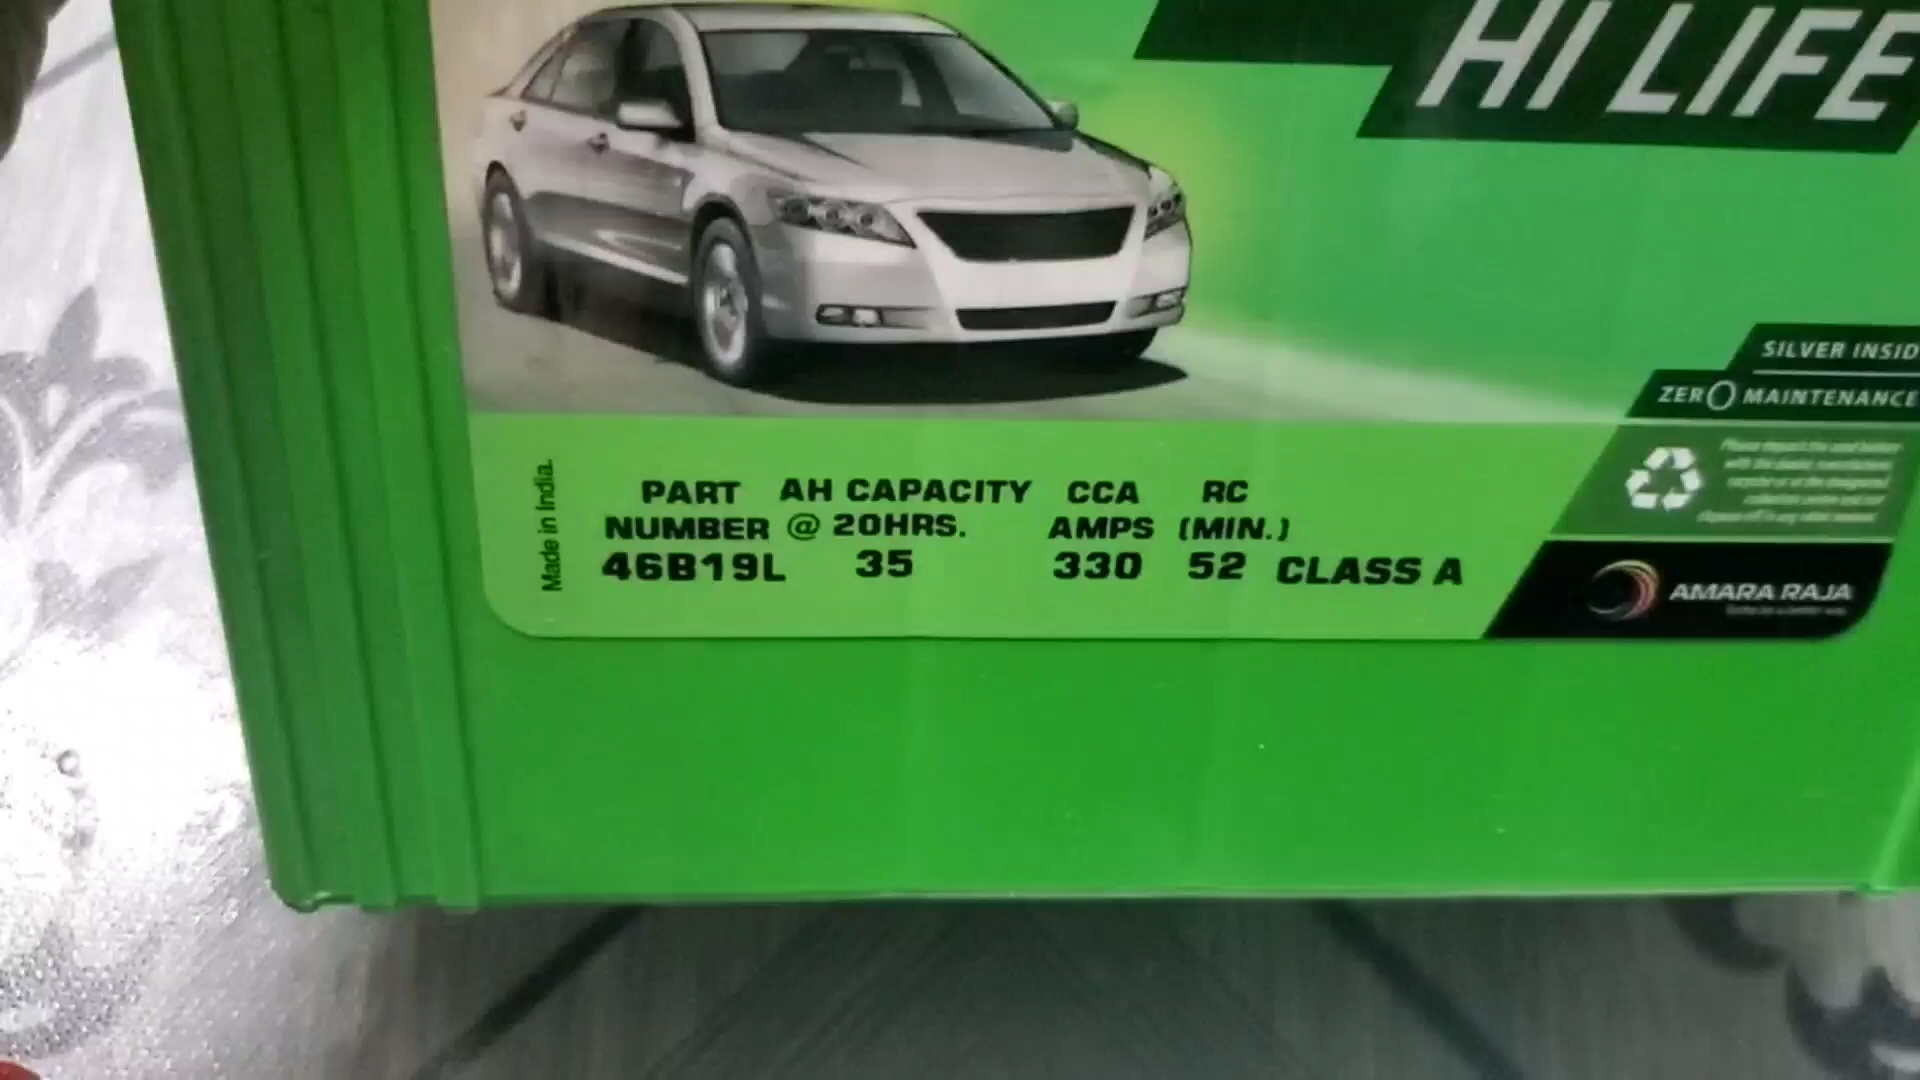 HI LIFE
SILVER INSID
ZERO MAINTENANCE
Made in India.
PART NUMBER
AH CAPACITY @ 20HRS.
CCA AMPS
RC (MIN.)
46B19L 35 330 52 CLASS A
AMARA RAJA